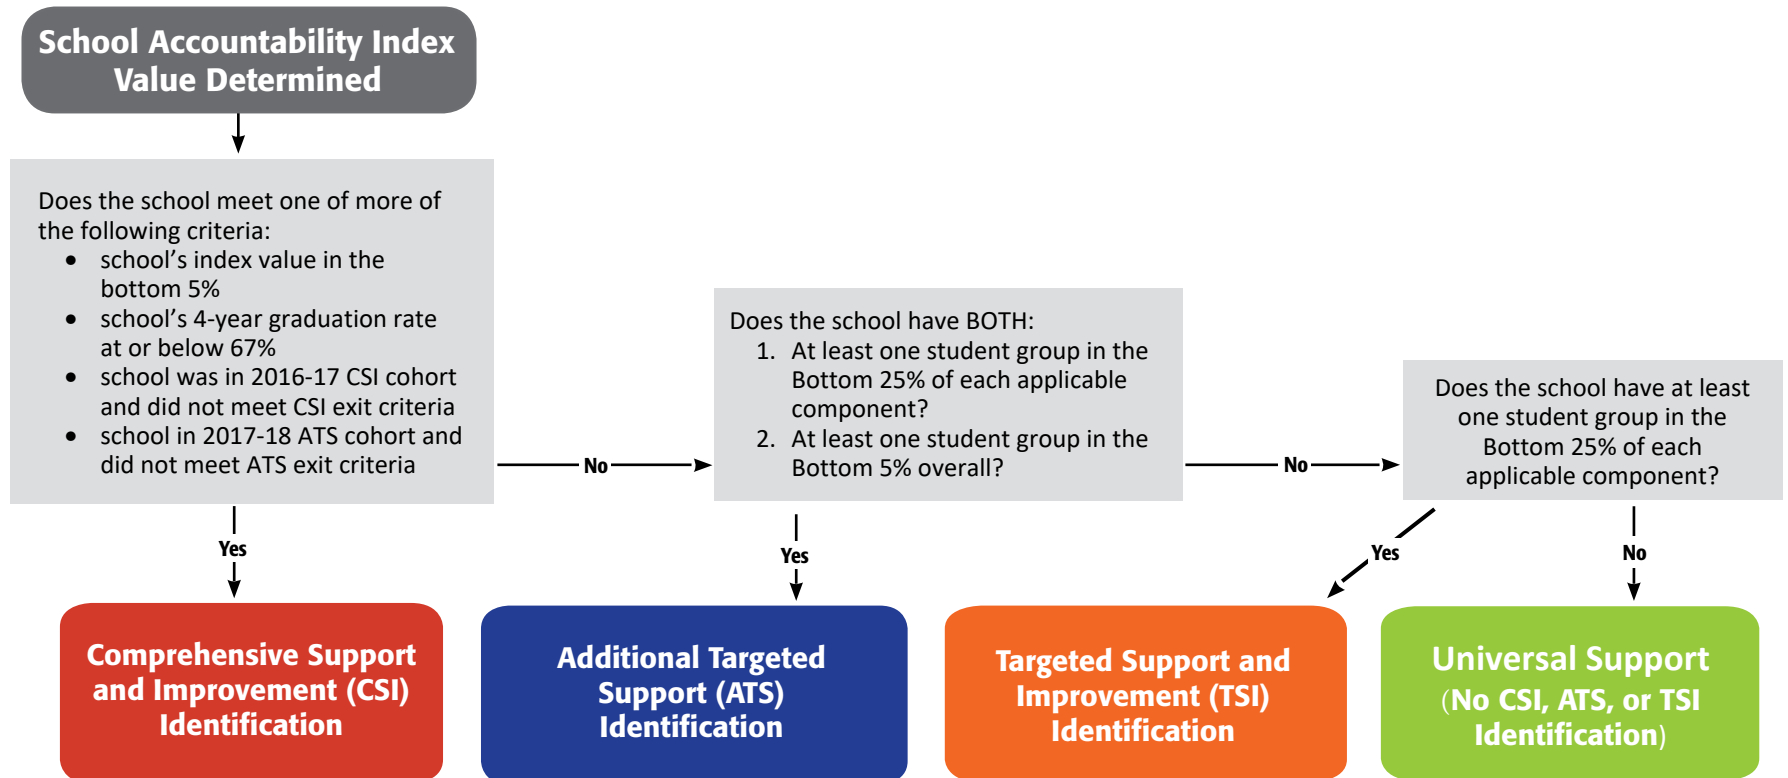 School Accountability Index
Value Determined
Does the school meet one of more of
the following criteria:
• school’s index value in the
bottom 5%
• school’s 4-year graduation rate
at or below 67%
• school was in 2016-17 CSI cohort
and did not meet CSI exit criteria
• school in 2017-18 ATS cohort and
did not meet ATS exit criteria
No
Does the school have BOTH:
1. At least one student group in the
Bottom 25% of each applicable
component?
2. At least one student group in the
Bottom 5% overall?
No
Does the school have at least
one student group in the
Bottom 25% of each
applicable component?
Yes
Yes
Yes
No
Comprehensive Support
and Improvement (CSI)
Identification
Additional Targeted
Support (ATS)
Identification
Targeted Support and
Improvement (TSI)
Identification
Universal Support
(No CSI, ATS, or TSI
Identification)